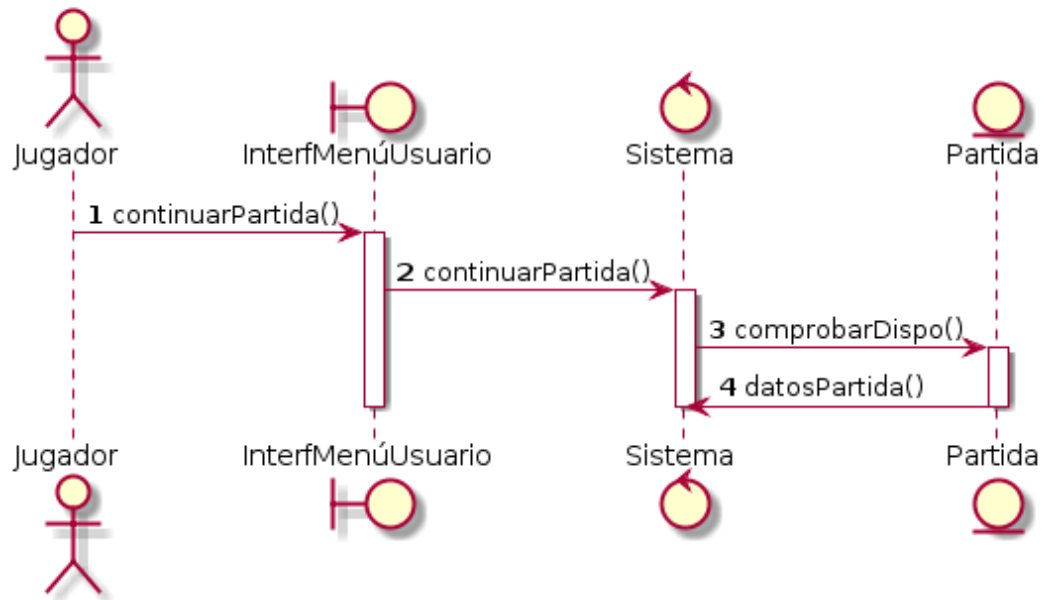 Jugador InterfMenúUsuario Sistema Partida
1 continuarPartida()
2 continuarPartida()
3 comprobarDispo()
4 datosPartida()
Jugador InterfMenúUsuario Sistema Partida